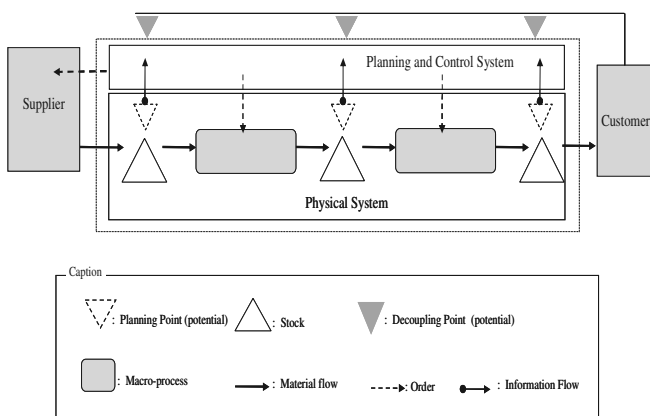 Planning and Control System
Supplier
Customer
Physical System
Caption
: Planning Point (potential)
: Stock
: Decoupling Point (potential)
: Macro-process
: Material flow
: Order
: Information Flow